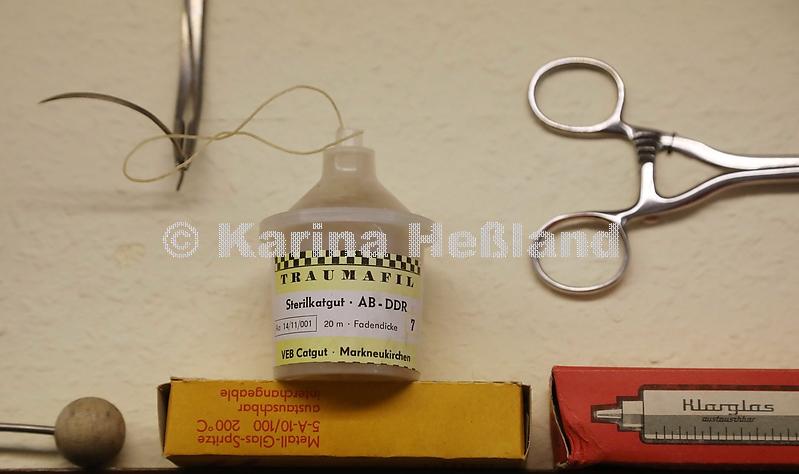 © Karina Heßland
TRAUMAFIL
Sterilkatgut · AB - DDR
14/11/001 20 m · Fadendicke 7
VEB Catgut · Markneukirchen
Metall-Glas-Spritze
5-A-10/100 200°C
austauschbar
interchangeable
Klarglas
austauschbar